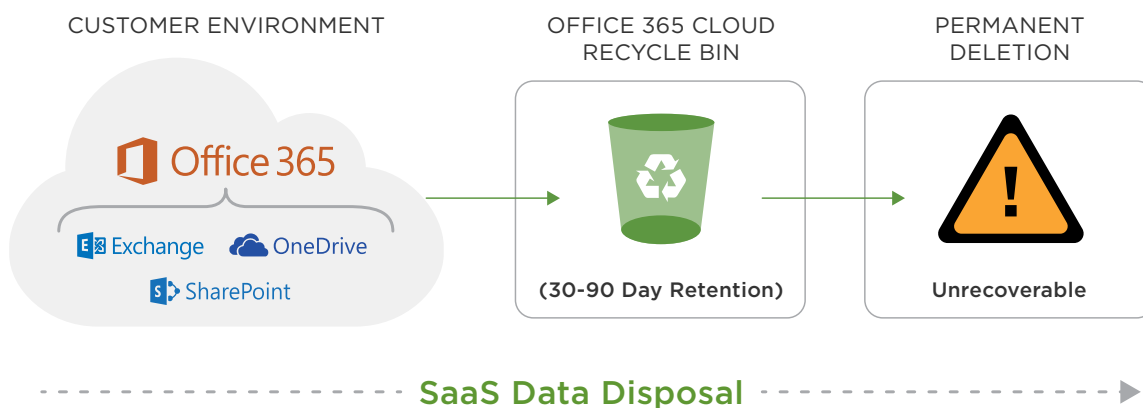 CUSTOMER ENVIRONMENT
OFFICE 365 CLOUD
RECYCLE BIN
PERMANENT
DELETION
Office 365
E Exchange
OneDrive
S SharePoint
(30-90 Day Retention)
!
Unrecoverable
SaaS Data Disposal